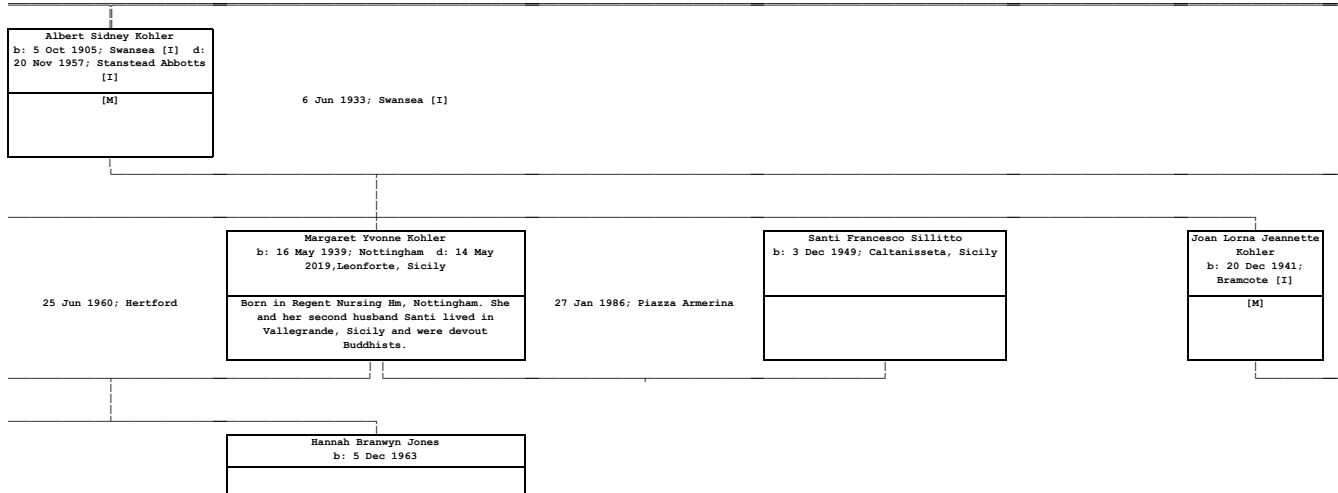 Albert Sidney Kohler
b: 5 Oct 1905; Swansea [I] d:
20 Nov 1957; Stanstead Abbotts
[I]
[M]
6 Jun 1933; Swansea [I]
Margaret Yvonne Kohler
b: 16 May 1939; Nottingham d: 14 May
2019,Leonforte, Sicily
Santi Francesco Sillitto
b: 3 Dec 1949; Caltanisseta, Sicily
Joan Lorna Jeannette
Kohler
b: 20 Dec 1941;
Bramcote [I]
25 Jun 1960; Hertford
Born in Regent Nursing Hm, Nottingham. She
and her second husband Santi lived in
Vallegrande, Sicily and were devout
Buddhists.
27 Jan 1986; Piazza Armerina
[M]
Hannah Branwyn Jones
b: 5 Dec 1963